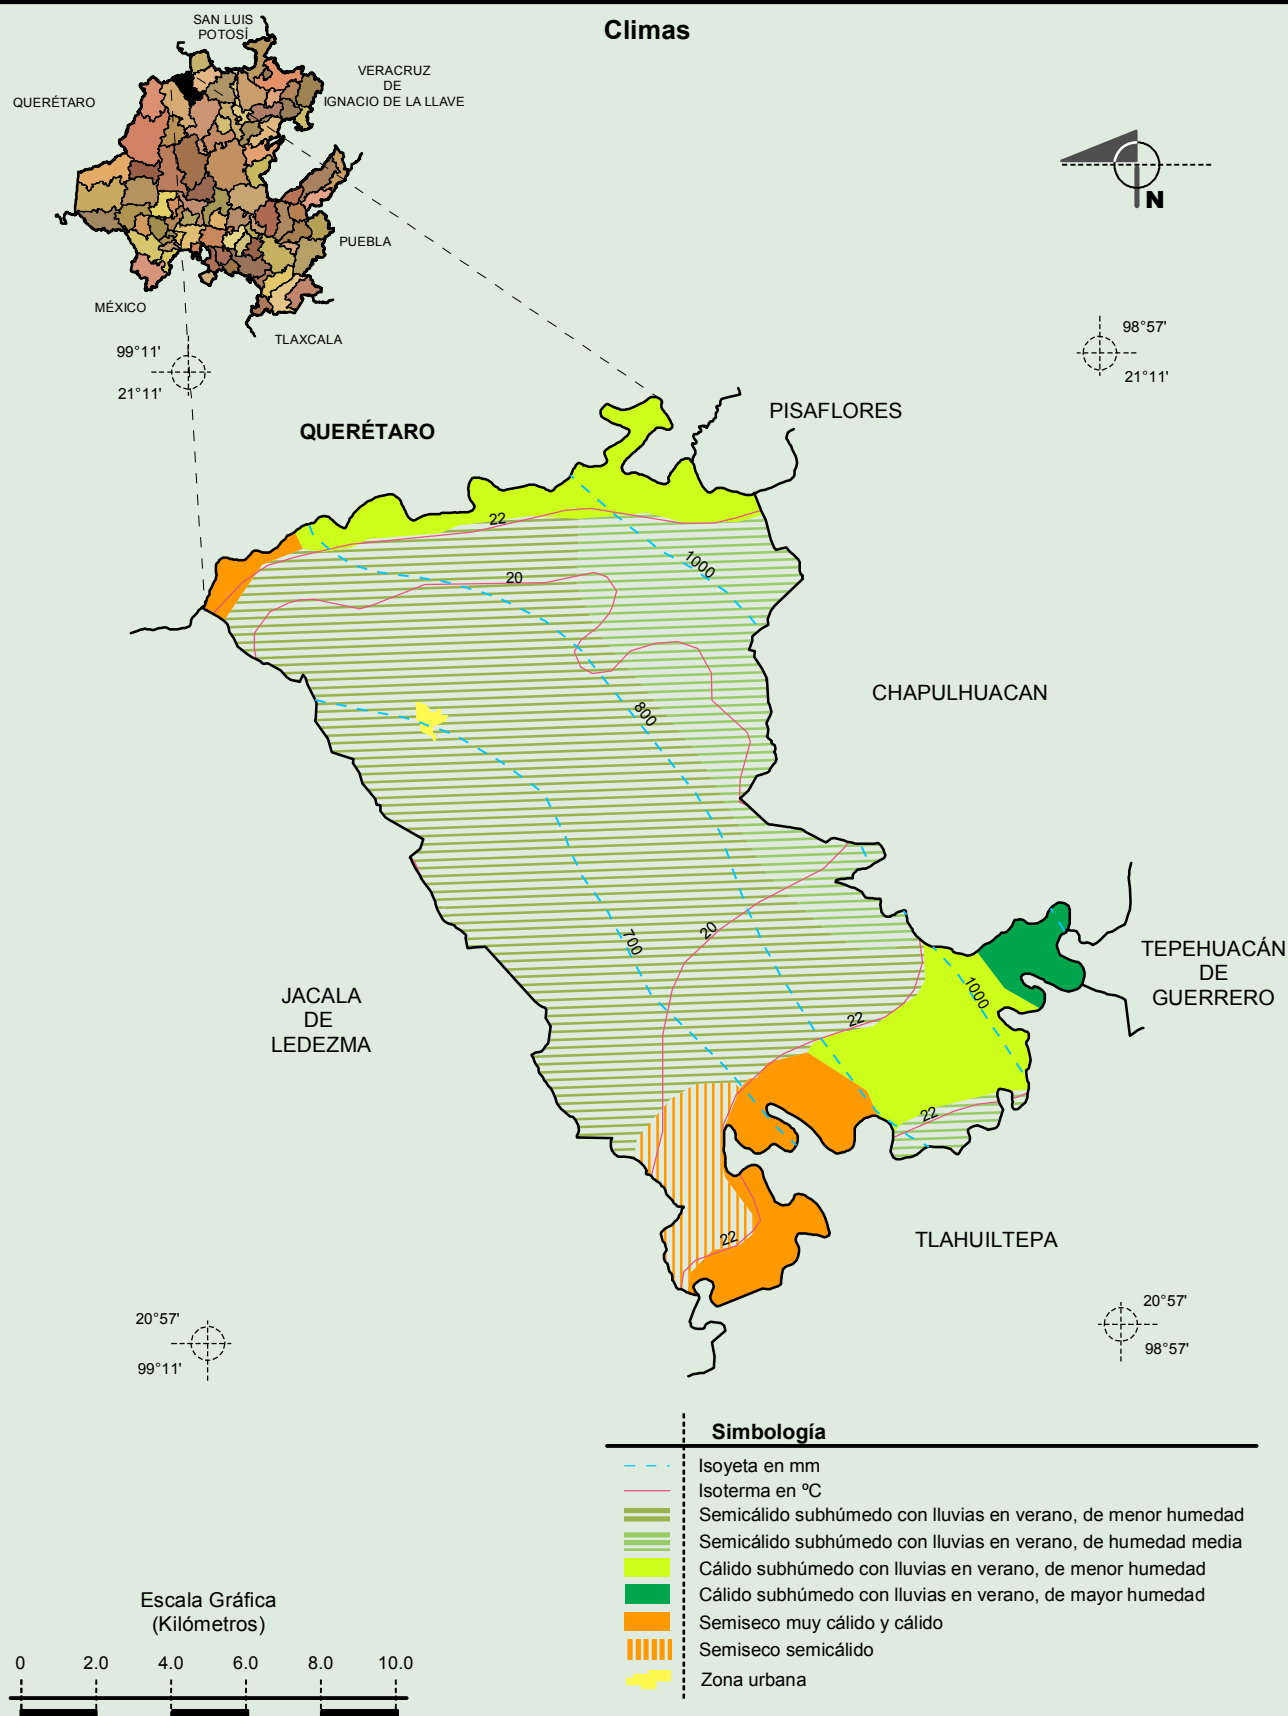 Climas
SAN LUIS
POTOSÍ
VERACRUZ
DE
IGNACIO DE LA LLAVE
QUERÉTARO
PUEBLA
MÉXICO
TLAXCALA
N
99°11'
21°11'
98°57'
21°11'
QUERÉTARO
PISAFLORES
22
1000
20
CHAPULHUACAN
800
20
700
TEPEHUACÁN
DE
GUERRERO
1000
JACALA
DE
LEDEZMA
22
22
22
TLAHUILTEPA
20°57'
99°11'
20°57'
98°57'
Simbología
Isoyeta en mm
Isoterma en ºC
Semicálido subhúmedo con lluvias en verano, de menor humedad
Semicálido subhúmedo con lluvias en verano, de humedad media
Cálido subhúmedo con lluvias en verano, de menor humedad
Cálido subhúmedo con lluvias en verano, de mayor humedad
Semiseco muy cálido y cálido
Semiseco semicálido
Zona urbana
Escala Gráfica
(Kilómetros)
0 2.0 4.0 6.0 8.0 10.0